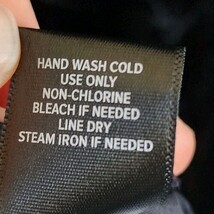 HAND WASH COLD
USE ONLY
NON-CHLORINE
BLEACH IF NEEDED
LINE DRY
STEAM IRON IF NEEDED